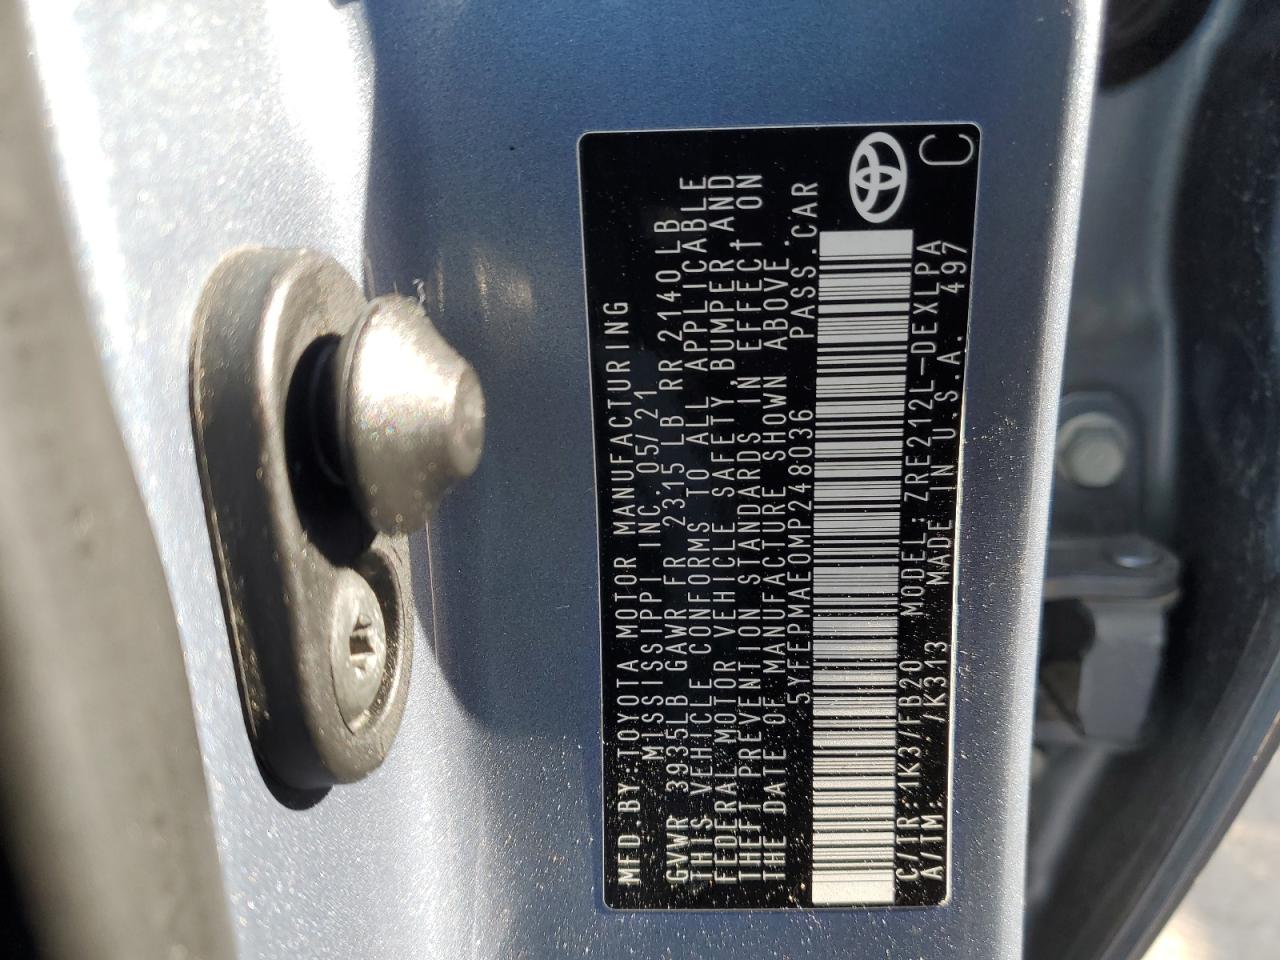 MFD.BY:TOYOTA MOTOR MANUFACTURING
MISSISSIPPI INC. 05/21
GVWR 3935LB GAWR FR 2315LB RR 2140LB
THIS VEHICLE CONFORMS TO ALL APPLICABLE
FEDERAL MOTOR VEHICLE SAFETY, BUMPER, AND
THEFT PREVENTION STANDARDS IN EFFECT ON
THE DATE OF MANUFACTURE SHOWN ABOVE.
5YFEPMAE0MP248036 PASS.CAR
C/TR:1K3/FB20 MODEL:ZRE212L-DEXLPA
A/TM: /K313 MADE IN U.S.A. 497
C